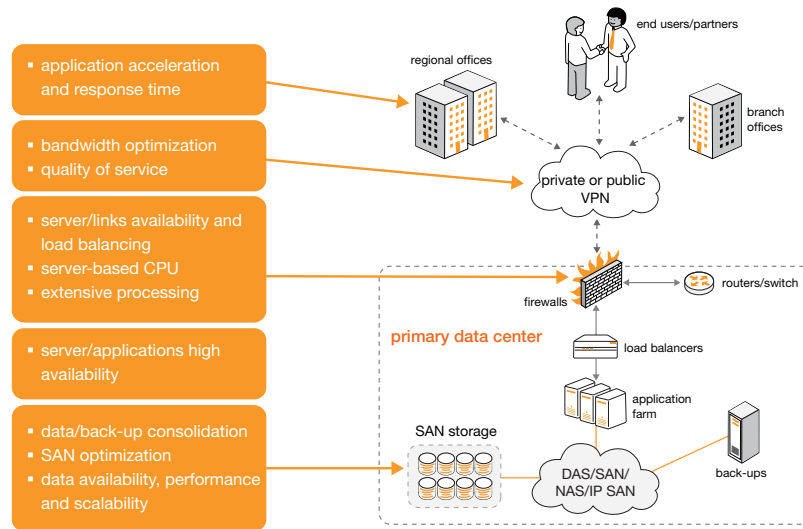 ▪ application acceleration
and response time
▪ bandwidth optimization
▪ quality of service
▪ server/links availability and
load balancing
▪ server-based CPU
▪ extensive processing
▪ server/applications high
availability
▪ data/back-up consolidation
▪ SAN optimization
▪ data availability, performance
and scalability
end users/partners
regional offices
branch
offices
private or public
VPN
firewalls
routers/switch
primary data center
load balancers
application
farm
SAN storage
DAS/SAN/
NAS/IP SAN
back-ups